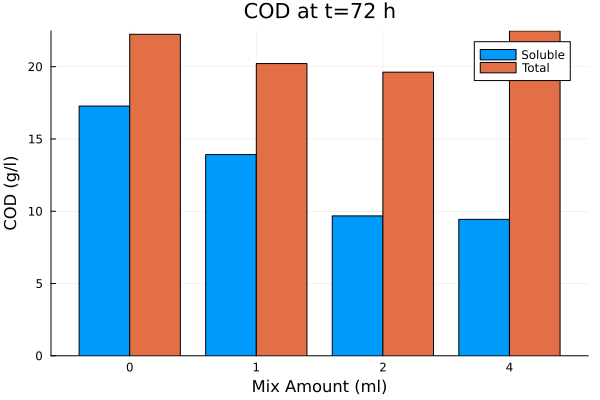 COD at t=72 h
Soluble
Total
COD (g/l)
20
15
10
5
0
0 1 2 4
Mix Amount (ml)